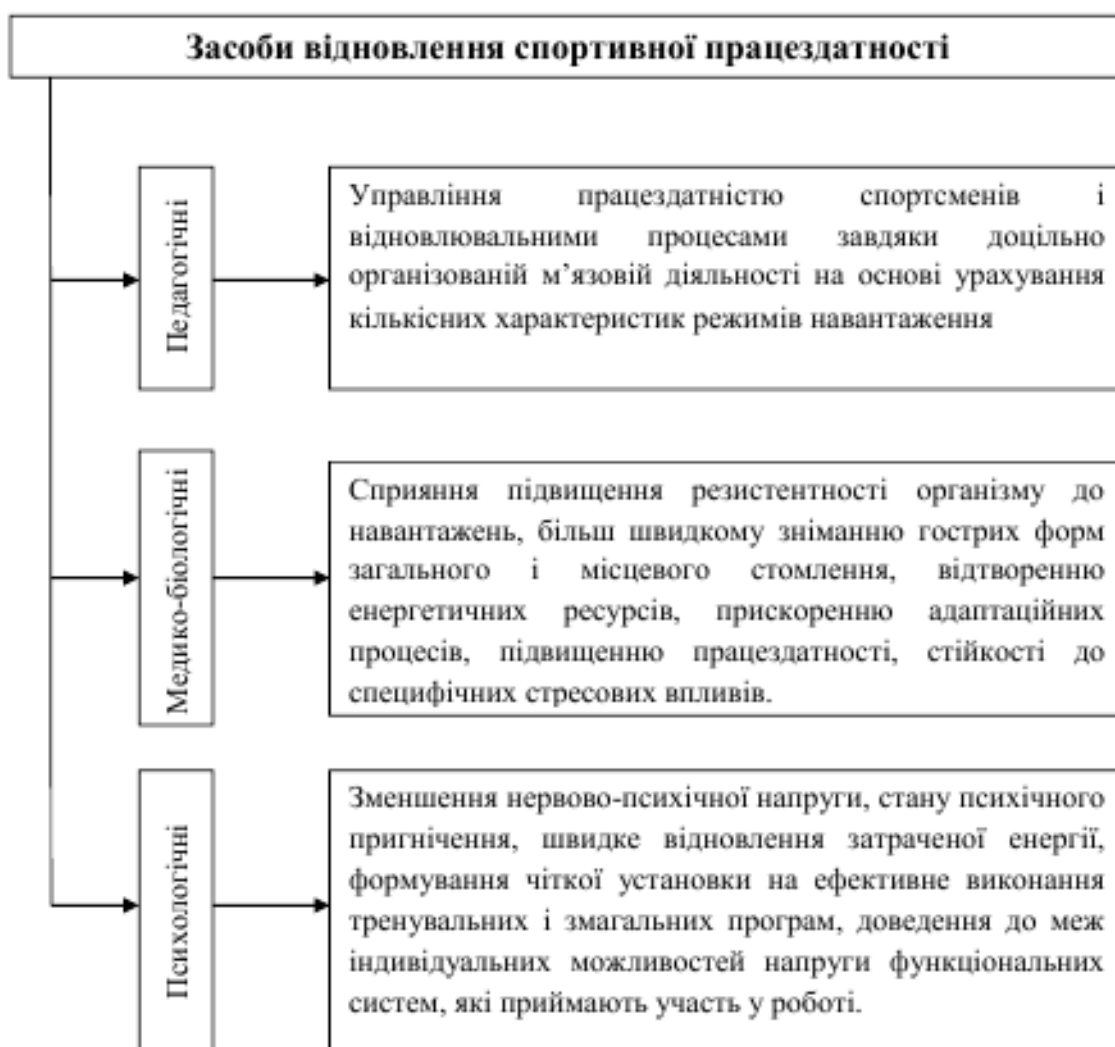 Засоби відновлення спортивної працездатності
Педагогічні
Управління працездатністю спортсменів і
відновлювальними процесами завдяки доцільно
організованій м’язовій діяльності на основі урахування
кількісних характеристик режимів навантаження
Медико-біологічні
Сприяння підвищення резистентності організму до
навантажень, більш швидкому зніманню гострих форм
загального і місцевого стомлення, відтворенню
енергетичних ресурсів, прискоренню адаптаційних
процесів, підвищенню працездатності, стійкості до
специфічних стресових впливів.
Психологічні
Зменшення нервово-психічної напруги, стану психічного
пригнічення, швидке відновлення затраченої енергії,
формування чіткої установки на ефективне виконання
тренувальних і змагальних програм, доведення до меж
індивідуальних можливостей напруги функціональних
систем, які приймають участь у роботі.